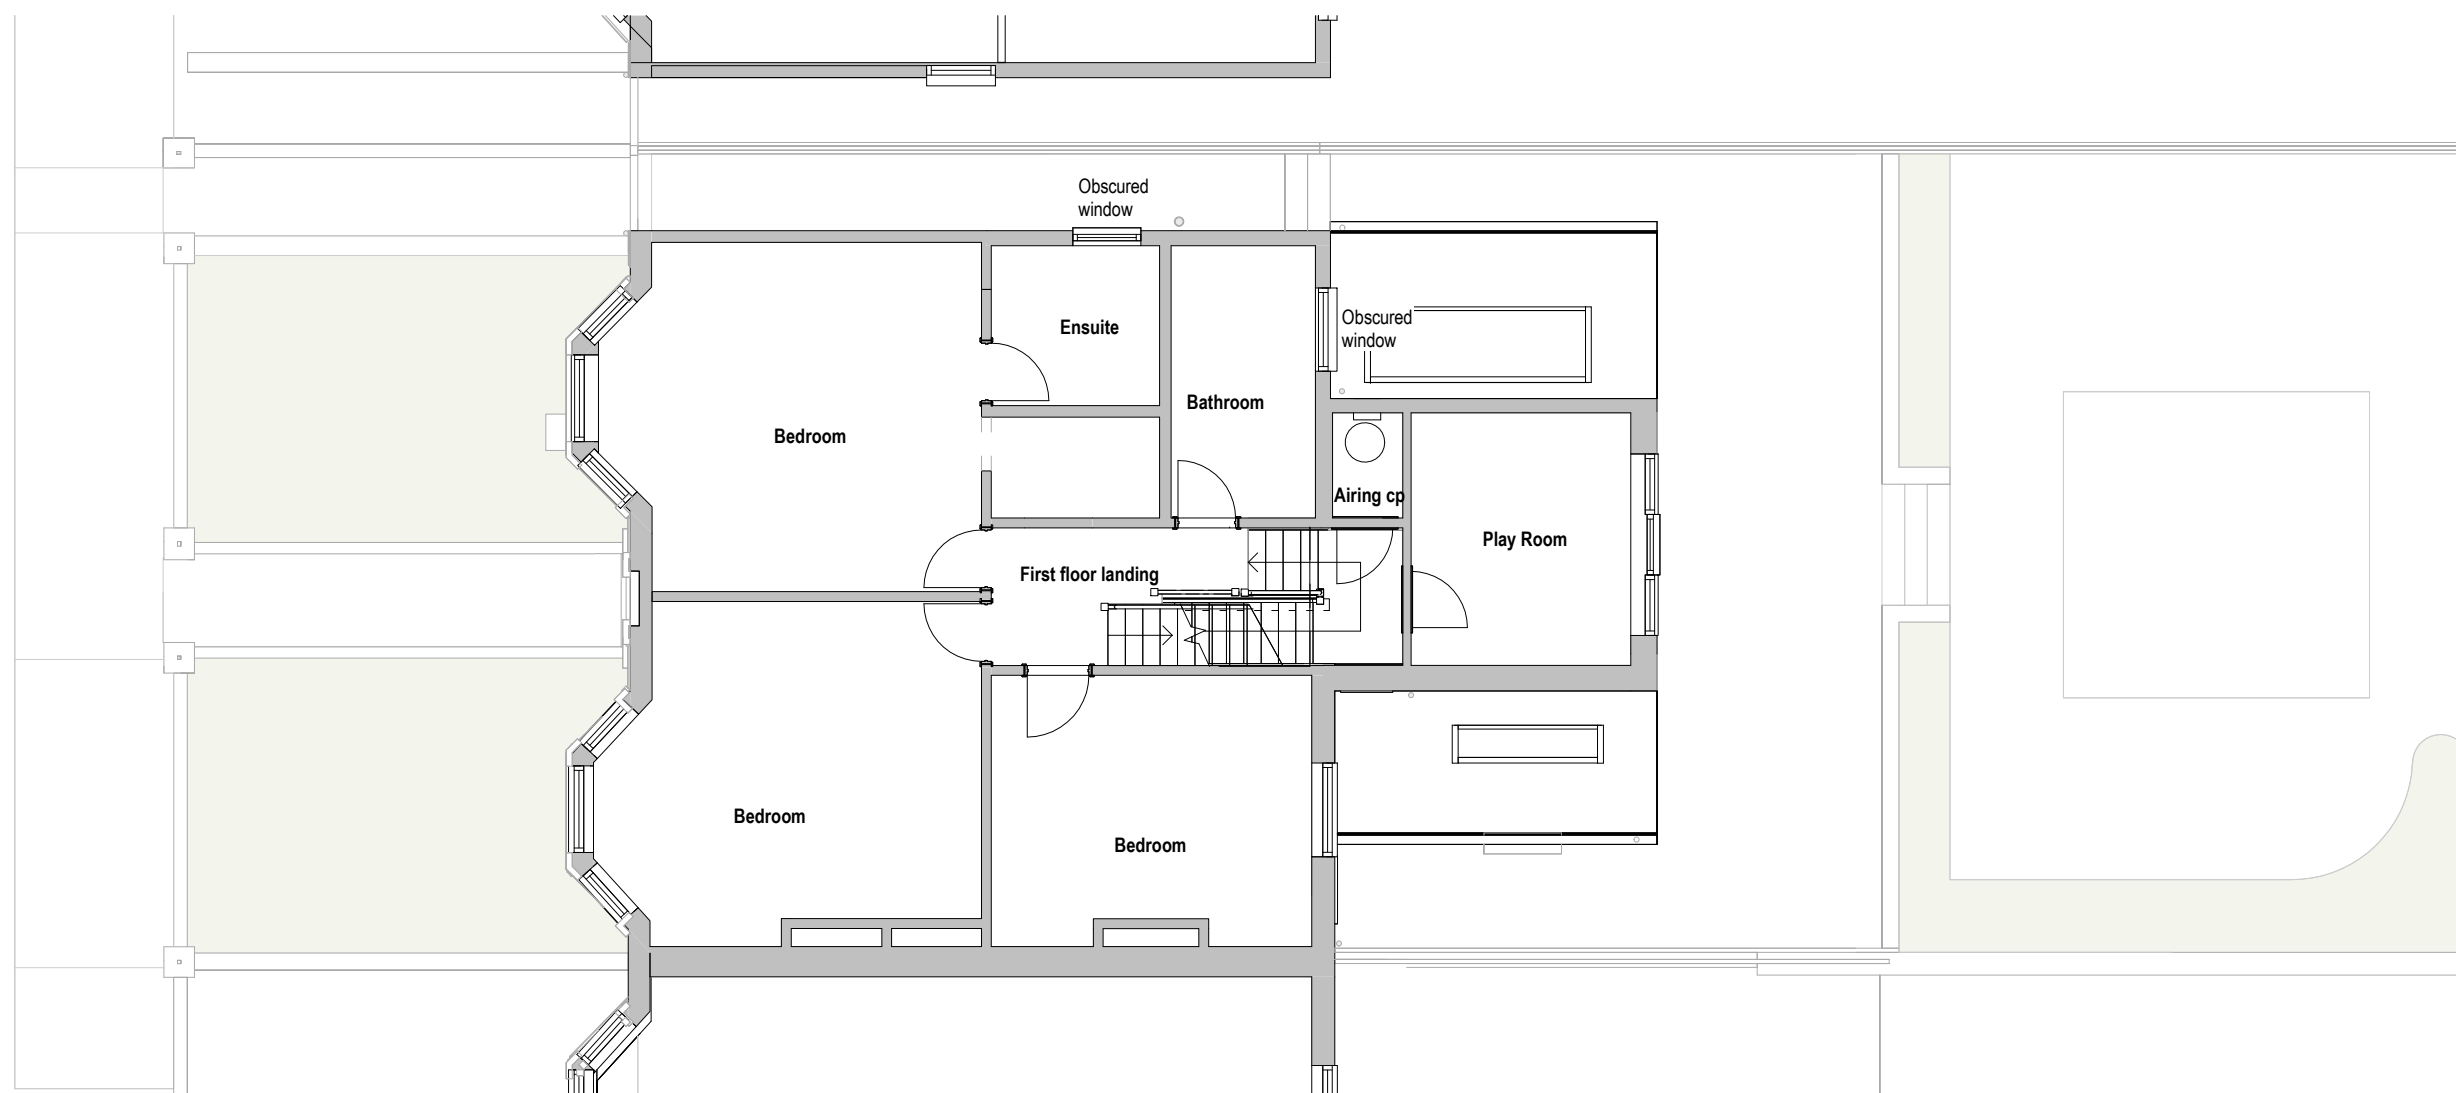 Obscured
window
Ensuite
Obscured
window
Bathroom
Bedroom
Airing cp
Play Room
First floor landing
Bedroom
Bedroom